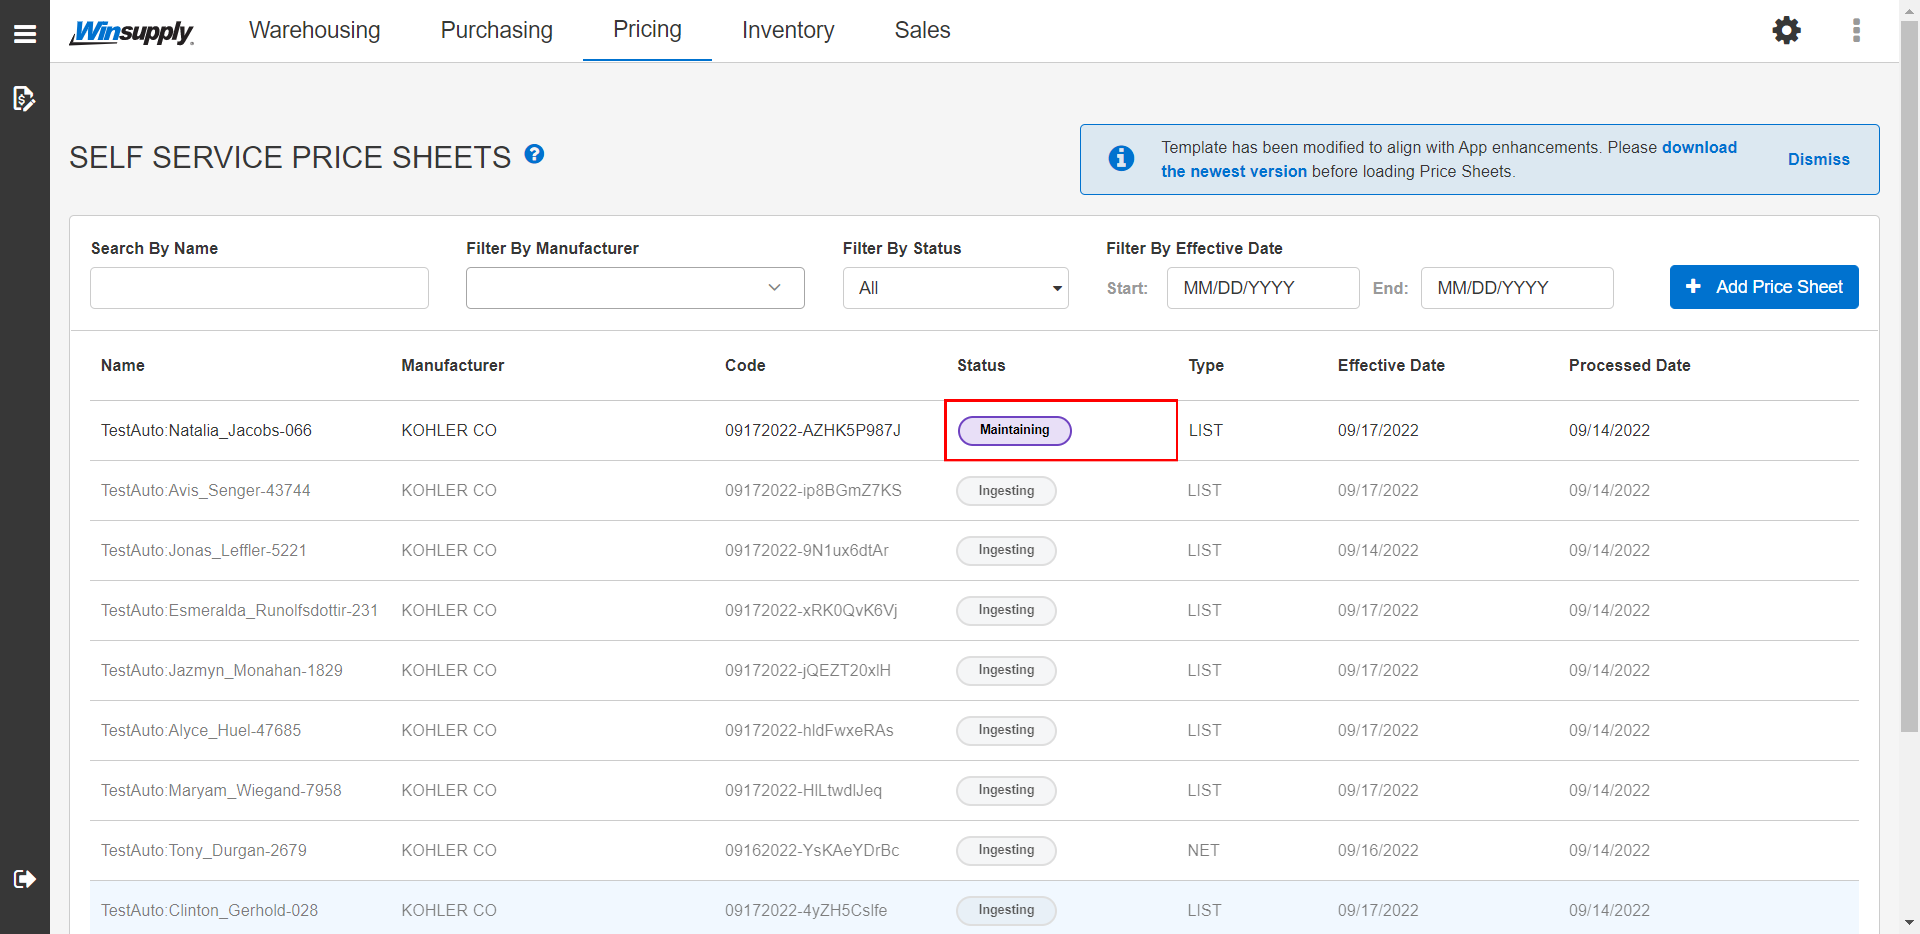 Winsupply Warehousing Purchasing Pricing Inventory Sales
SELF SERVICE PRICE SHEETS ?
Template has been modified to align with App enhancements. Please download
the newest version before loading Price Sheets.
Dismiss
Search By Name Filter By Manufacturer Filter By Status Filter By Effective Date
All Start: MM/DD/YYYY End: MM/DD/YYYY + Add Price Sheet
Name Manufacturer Code Status Type Effective Date Processed Date
TestAuto:Natalia_Jacobs-066 KOHLER CO 09172022-AZHK5P987J Maintaining LIST 09/17/2022 09/14/2022
TestAuto:Avis_Senger-43744 KOHLER CO 09172022-ip8BGmZ7KS Ingesting LIST 09/17/2022 09/14/2022
TestAuto:Jonas_Leffler-5221 KOHLER CO 09172022-9N1ux6dtAr Ingesting LIST 09/14/2022 09/14/2022
TestAuto:Esmeralda_Runolfsdottir-231 KOHLER CO 09172022-xRK0QvK6Vj Ingesting LIST 09/17/2022 09/14/2022
TestAuto:Jazmyn_Monahan-1829 KOHLER CO 09172022-jQEZT20xlH Ingesting LIST 09/17/2022 09/14/2022
TestAuto:Alyce_Huel-47685 KOHLER CO 09172022-hldFwxeRAs Ingesting LIST 09/17/2022 09/14/2022
TestAuto:Maryam_Wiegand-7958 KOHLER CO 09172022-HlLtwdlJeq Ingesting LIST 09/17/2022 09/14/2022
TestAuto:Tony_Durgan-2679 KOHLER CO 09162022-YsKAeYDrBc Ingesting NET 09/16/2022 09/14/2022
TestAuto:Clinton_Gerhold-028 KOHLER CO 09172022-4yZH5Cslfe Ingesting LIST 09/17/2022 09/14/2022